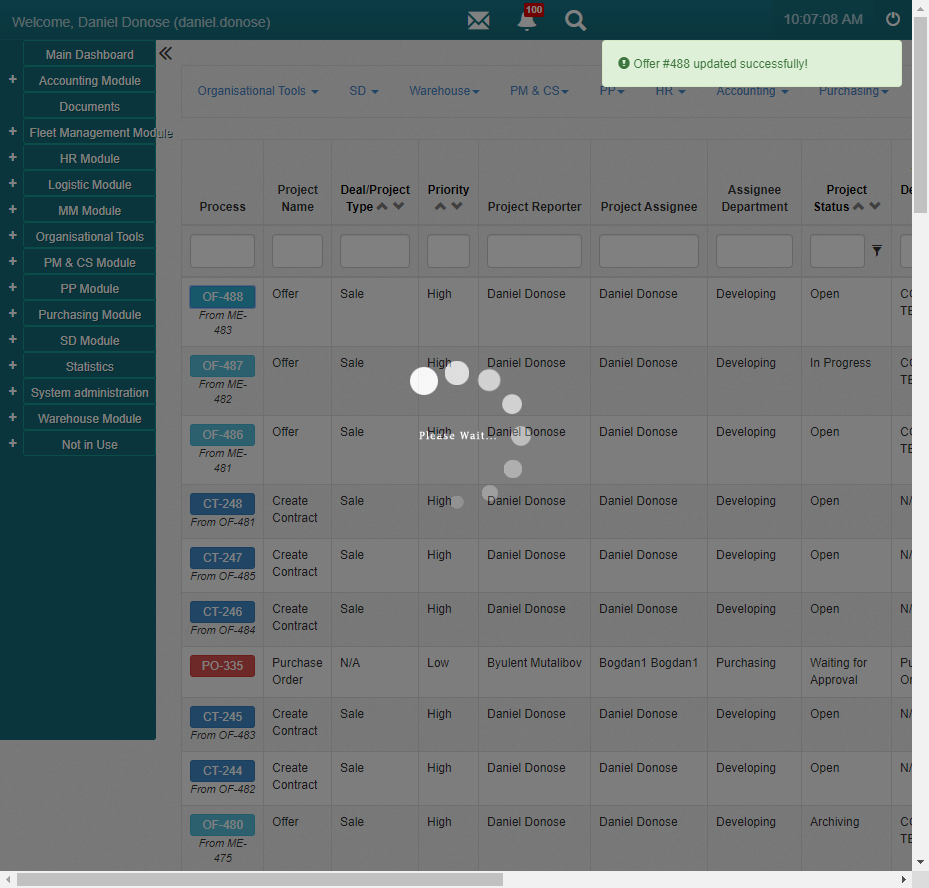 Welcome, Daniel Donose (daniel.donose)
100
10:07:08 AM
Offer #488 updated successfully!
Main Dashboard
+ Accounting Module
Documents
+ Fleet Management Module
+ HR Module
+ Logistic Module
+ MM Module
+ Organisational Tools
+ PM & CS Module
+ PP Module
+ Purchasing Module
+ SD Module
+ Statistics
+ System administration
+ Warehouse Module
+ Not in Use
Organisational Tools SD Warehouse PM & CS PP HR Accounting Purchasing
Process
Project
Name
Deal/Project
Type
Priority
Project Reporter
Project Assignee
Assignee
Department
Project
Status
De
OF-488 Offer Sale High Daniel Donose Daniel Donose Developing Open CO
From ME- TE
483
OF-487 Offer Sale High Daniel Donose Daniel Donose Developing In Progress CO
From ME- TE
482
OF-486 Offer Sale High Daniel Donose Daniel Donose Developing Open CO
From ME- TE
481
Please Wait...
CT-248 Create Sale High Daniel Donose Daniel Donose Developing Open N/
From OF-481 Contract
CT-247 Create Sale High Daniel Donose Daniel Donose Developing Open N/
From OF-485 Contract
CT-246 Create Sale High Daniel Donose Daniel Donose Developing Open N/
From OF-484 Contract
PO-335 Purchase N/A Low Byulent Mutalibov Bogdan1 Bogdan1 Purchasing Waiting for Pu
Order Approval Or
CT-245 Create Sale High Daniel Donose Daniel Donose Developing Open N/
From OF-483 Contract
CT-244 Create Sale High Daniel Donose Daniel Donose Developing Open N/
From OF-482 Contract
OF-480 Offer Sale High Daniel Donose Daniel Donose Developing Archiving CO
From ME- TE
475